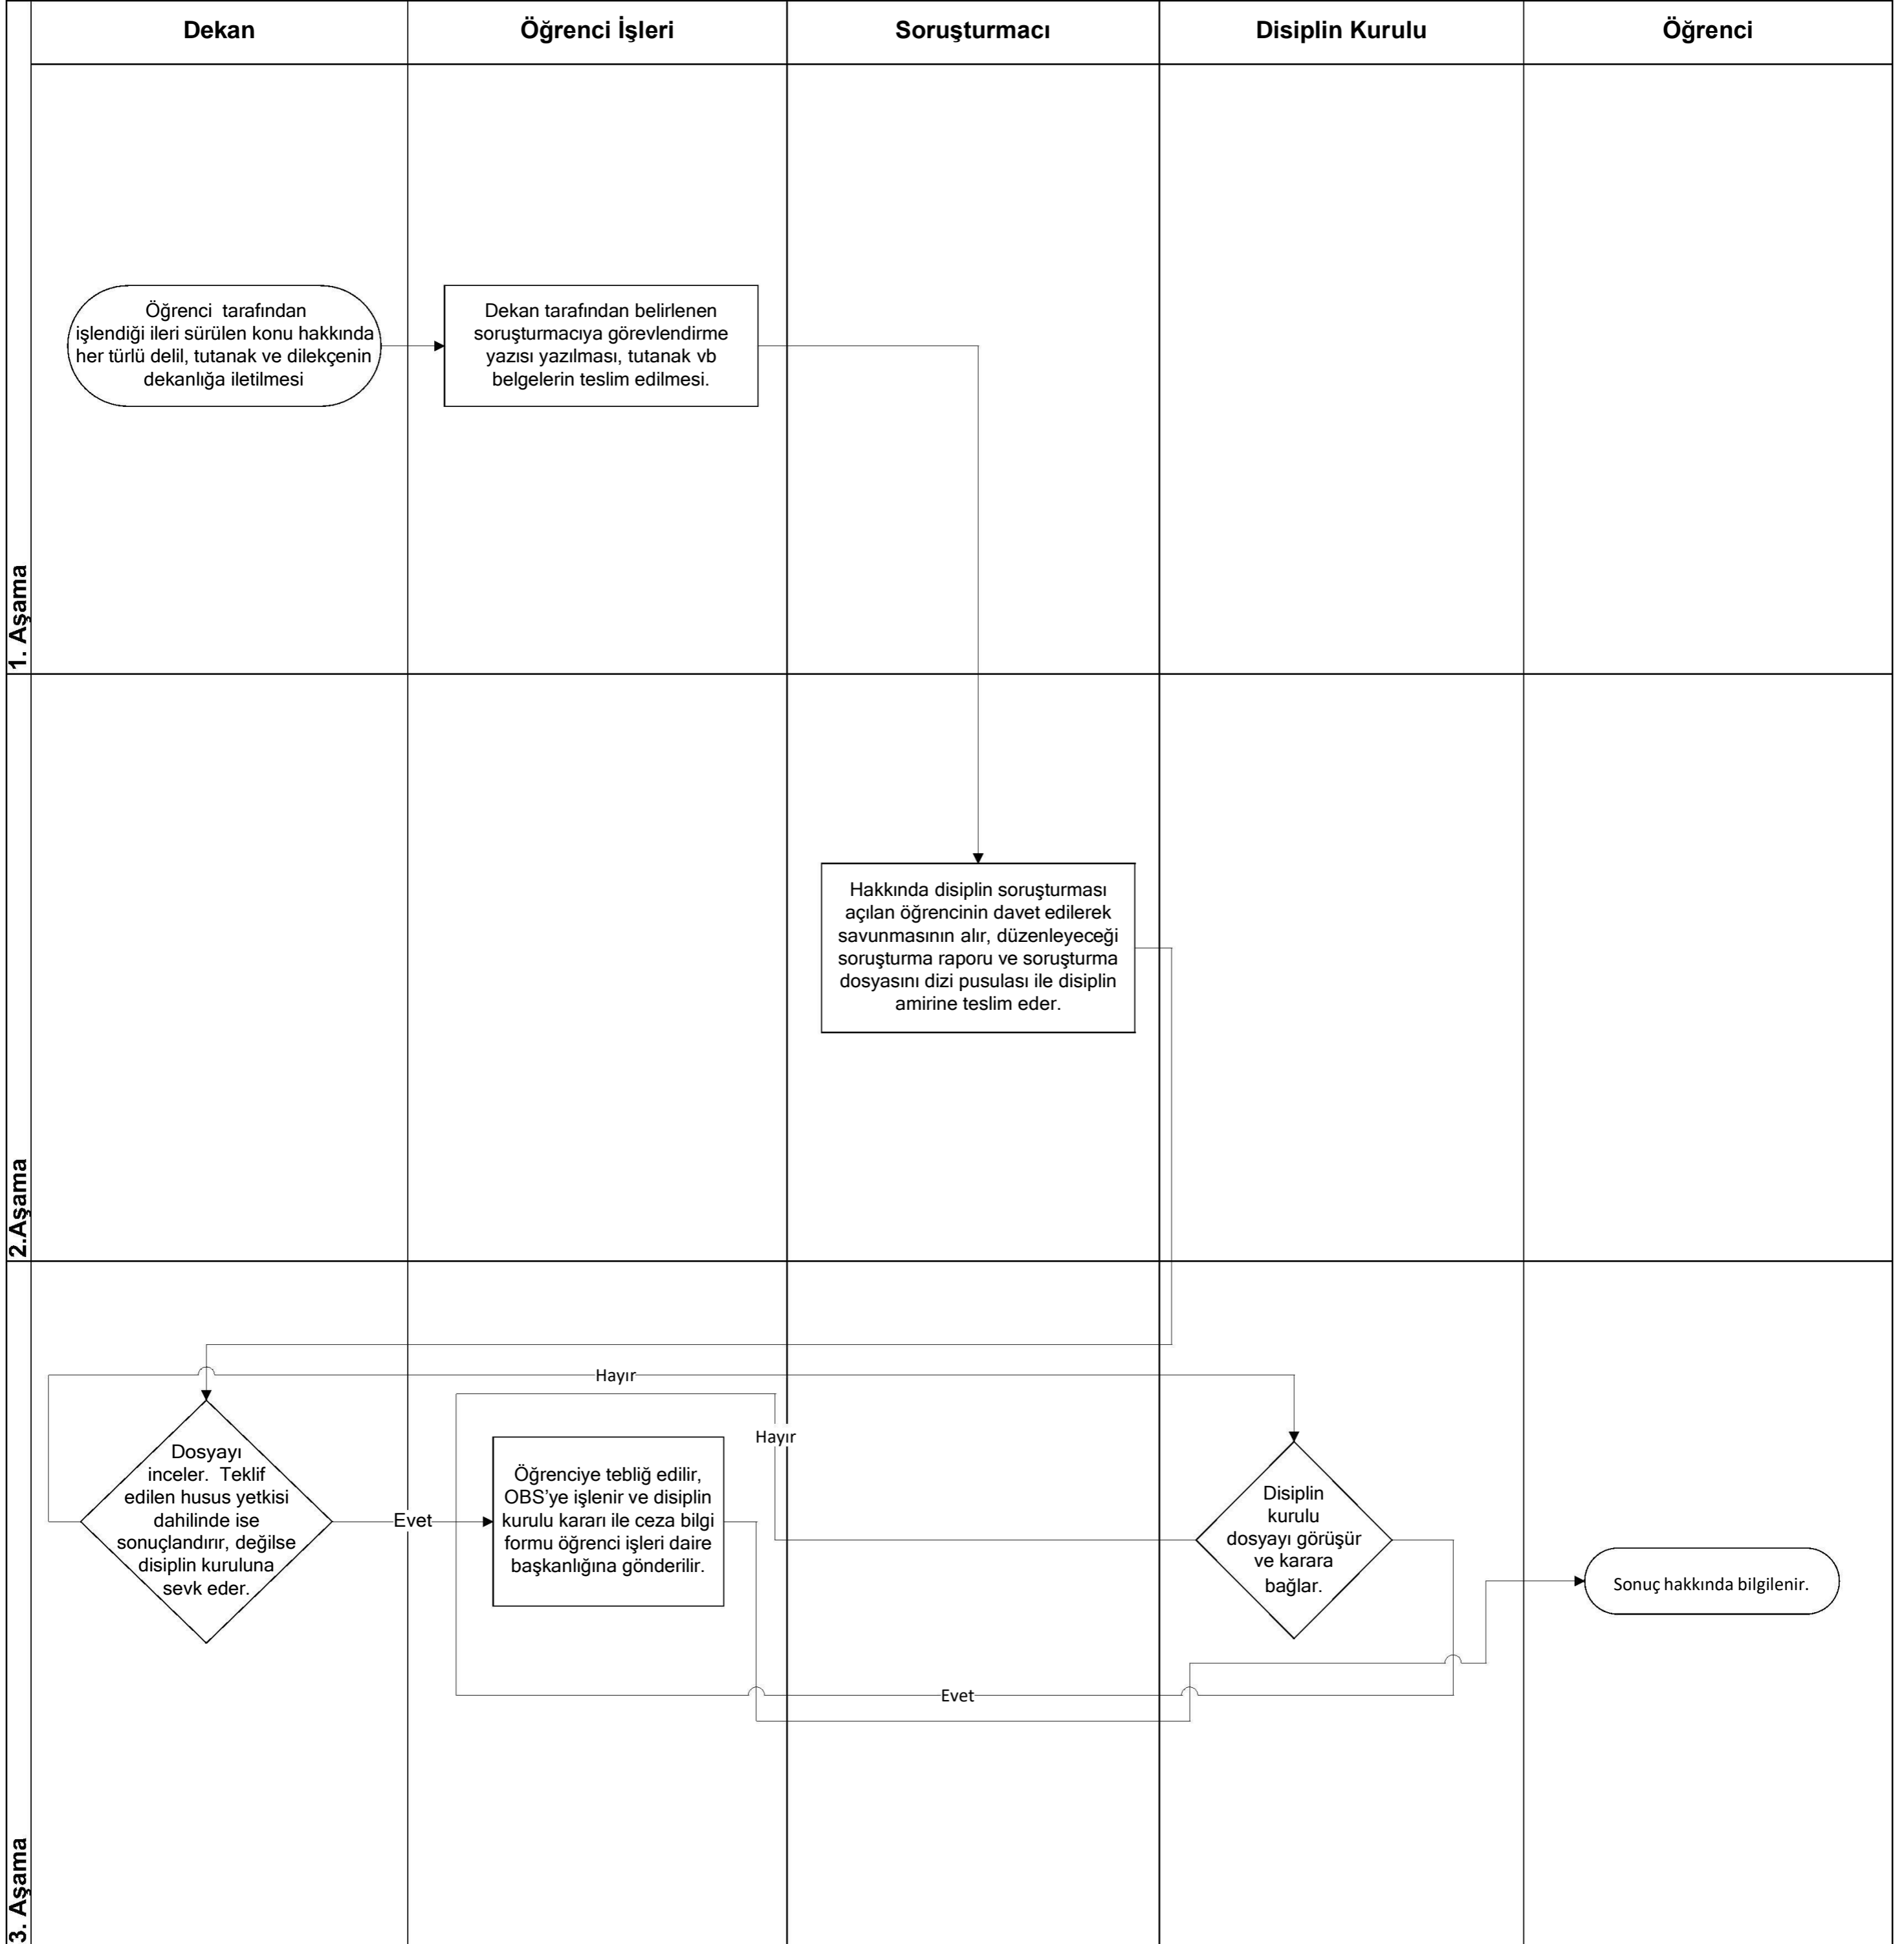 Dekan
Öğrenci İşleri
Soruşturmacı
Disiplin Kurulu
Öğrenci
1. Aşama
Öğrenci tarafından
işlendiği ileri sürülen konu hakkında
her türlü delil, tutanak ve dilekçenin
dekanlığa iletilmesi
Dekan tarafından belirlenen
soruşturmacıya görevlendirme
yazısı yazılması, tutanak vb
belgelerin teslim edilmesi.
2.Aşama
Hakkında disiplin soruşturması
açılan öğrencinin davet edilerek
savunmasının alır, düzenleyeceği
soruşturma raporu ve soruşturma
dosyasını dizi pusulası ile disiplin
amirine teslim eder.
3. Aşama
Hayır
Hayır
Dosyayı
inceler. Teklif
edilen husus yetkisi
dahilinde ise
sonuçlandırır, değilse
disiplin kuruluna
sevk eder.
Evet
Öğrenciye tebliğ edilir,
OBS’ye işlenir ve disiplin
kurulu kararı ile ceza bilgi
formu öğrenci işleri daire
başkanlığına gönderilir.
Disiplin
kurulu
dosyayı görüşür
ve karara
bağlar.
Sonuç hakkında bilgilenir.
Evet